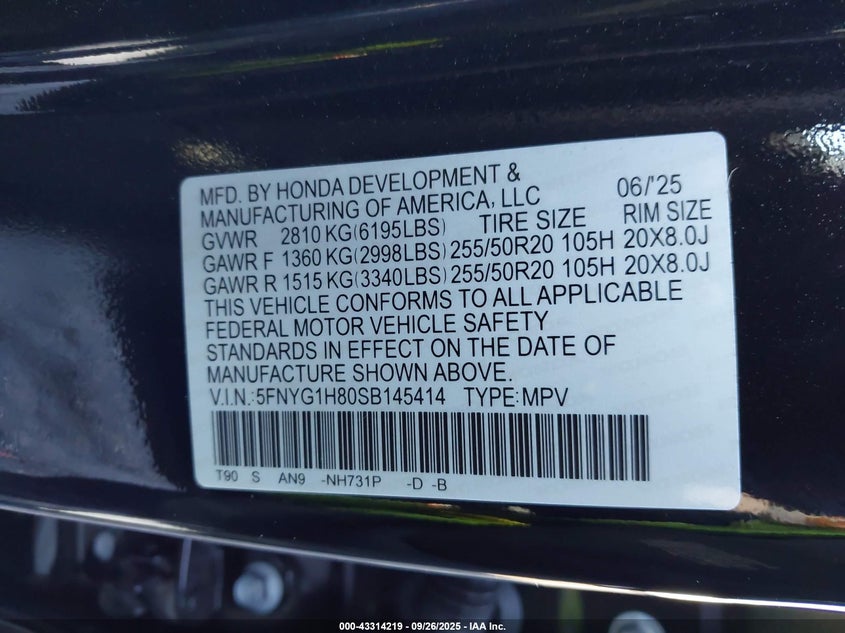 MFD. BY HONDA DEVELOPMENT & 06/'25
MANUFACTURING OF AMERICA, LLC
GVWR 2810 KG(6195LBS) TIRE SIZE RIM SIZE
GAWR F 1360 KG(2998LBS) 255/50R20 105H 20X8.0J
GAWR R 1515 KG(3340LBS) 255/50R20 105H 20X8.0J
THIS VEHICLE CONFORMS TO ALL APPLICABLE
FEDERAL MOTOR VEHICLE SAFETY
STANDARDS IN EFFECT ON THE DATE OF
MANUFACTURE SHOWN ABOVE.
V.I.N.:5FNYG1H80SB145414 TYPE:MPV
T90 S AN9 -NH731P -D -B
000-43314219 - 09/26/2025 - IAA Inc.